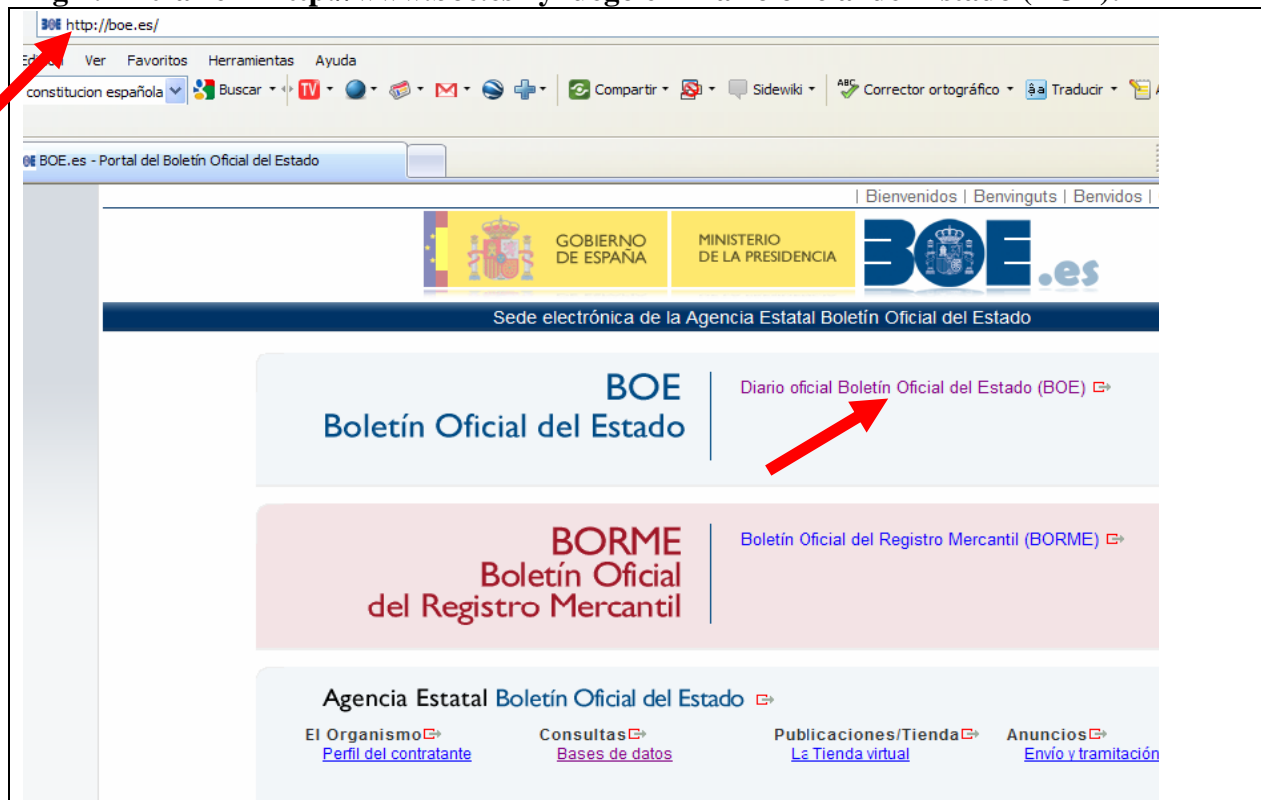 http://boe.es/
Ver Favoritos Herramientas Ayuda
constitucion española Buscar TV Compartir Sidewiki ABC Corrector ortográfico Traducir
BOE.es - Portal del Boletín Oficial del Estado
| Bienvenidos | Benvinguts | Benvidos |
GOBIERNO
DE ESPAÑA
MINISTERIO
DE LA PRESIDENCIA
BOE.es
Sede electrónica de la Agencia Estatal Boletín Oficial del Estado
BOE
Boletín Oficial del Estado
Diario oficial Boletín Oficial del Estado (BOE)
BORME
Boletín Oficial
del Registro Mercantil
Boletín Oficial del Registro Mercantil (BORME)
Agencia Estatal Boletín Oficial del Estado
El Organismo Consultas Publicaciones/Tienda Anuncios
Perfil del contratante Bases de datos La Tienda virtual Envío y tramitación